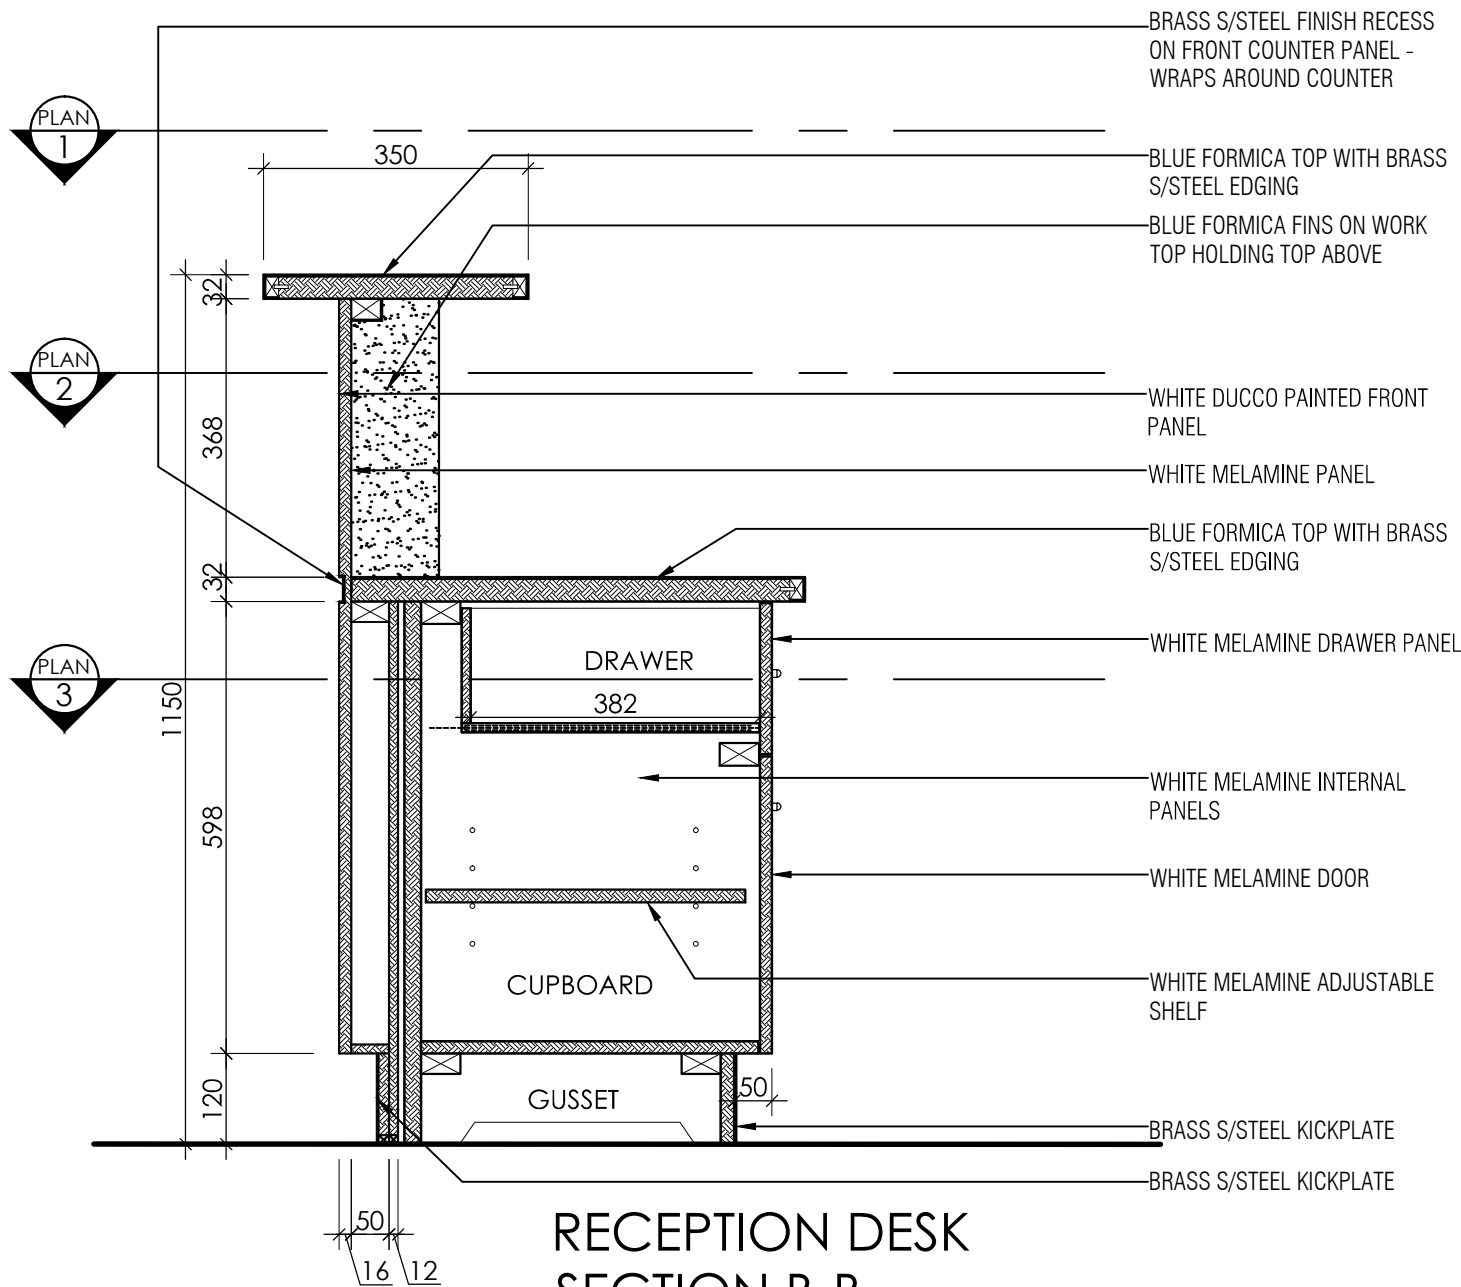 BRASS S/STEEL FINISH RECESS
ON FRONT COUNTER PANEL -
WRAPS AROUND COUNTER
PLAN
1
350
BLUE FORMICA TOP WITH BRASS
S/STEEL EDGING
BLUE FORMICA FINS ON WORK
TOP HOLDING TOP ABOVE
32
PLAN
2
WHITE DUCCO PAINTED FRONT
PANEL
368
WHITE MELAMINE PANEL
BLUE FORMICA TOP WITH BRASS
S/STEEL EDGING
32
WHITE MELAMINE DRAWER PANEL
DRAWER
PLAN
3
382
1150
WHITE MELAMINE INTERNAL
PANELS
598
WHITE MELAMINE DOOR
CUPBOARD
WHITE MELAMINE ADJUSTABLE
SHELF
120
GUSSET
50
BRASS S/STEEL KICKPLATE
BRASS S/STEEL KICKPLATE
50
16
12
RECEPTION DESK
SECTION B-B